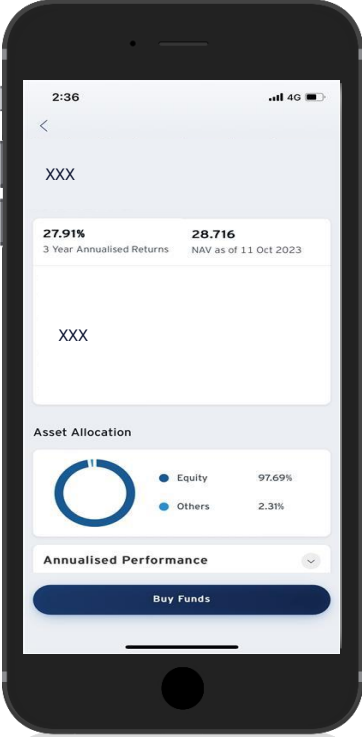 2:36
4G
XXX
27.91%
28.716
3 Year Annualised Returns
NAV as of 11 Oct 2023
XXX
Asset Allocation
Equity 97.69%
Others 2.31%
Annualised Performance
Buy Funds